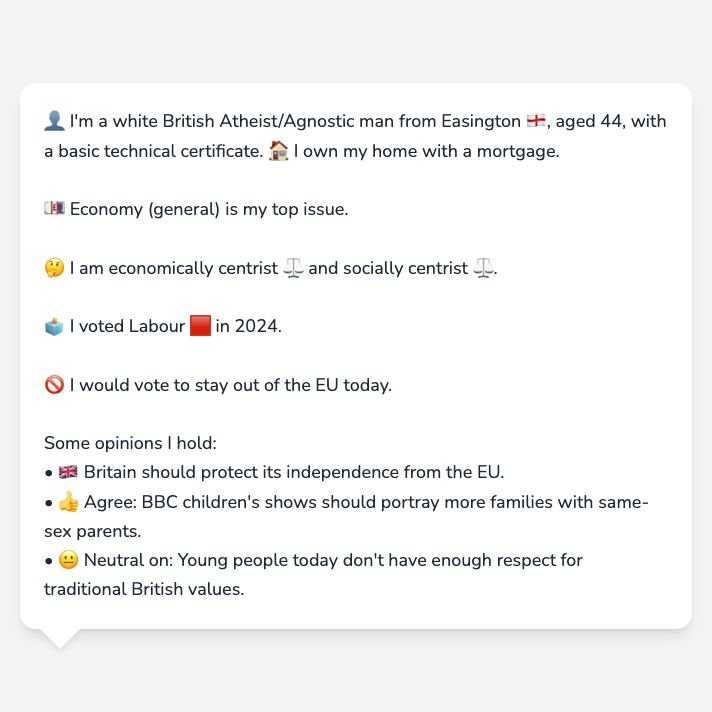 👤 I'm a white British Atheist/Agnostic man from Easington 🏴󠁧󠁢󠁥󠁮󠁧󠁿, aged 44, with
a basic technical certificate. 🏠 I own my home with a mortgage.
💷 Economy (general) is my top issue.
🤔 I am economically centrist ⚖️ and socially centrist ⚖️.
🗳️ I voted Labour 🟥 in 2024.
🚫 I would vote to stay out of the EU today.
Some opinions I hold:
• 🇬🇧 Britain should protect its independence from the EU.
• 👍 Agree: BBC children's shows should portray more families with same-
sex parents.
• 😐 Neutral on: Young people today don't have enough respect for
traditional British values.